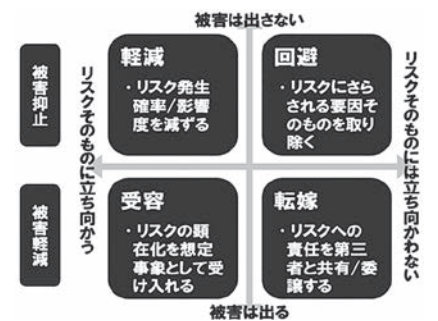 被害は出さない
被害抑止
リスクそのものに立ち向かう
軽減
・リスク発生
確率/影響
度を減ずる
回避
・リスクにさら
される要因そ
のものを取り
除く
リスクそのものには立ち向かわない
被害軽減
受容
・リスクの顕
在化を想定
事象として受
け入れる
転嫁
・リスクへの
責任を第三
者と共有/委
譲する
被害は出る